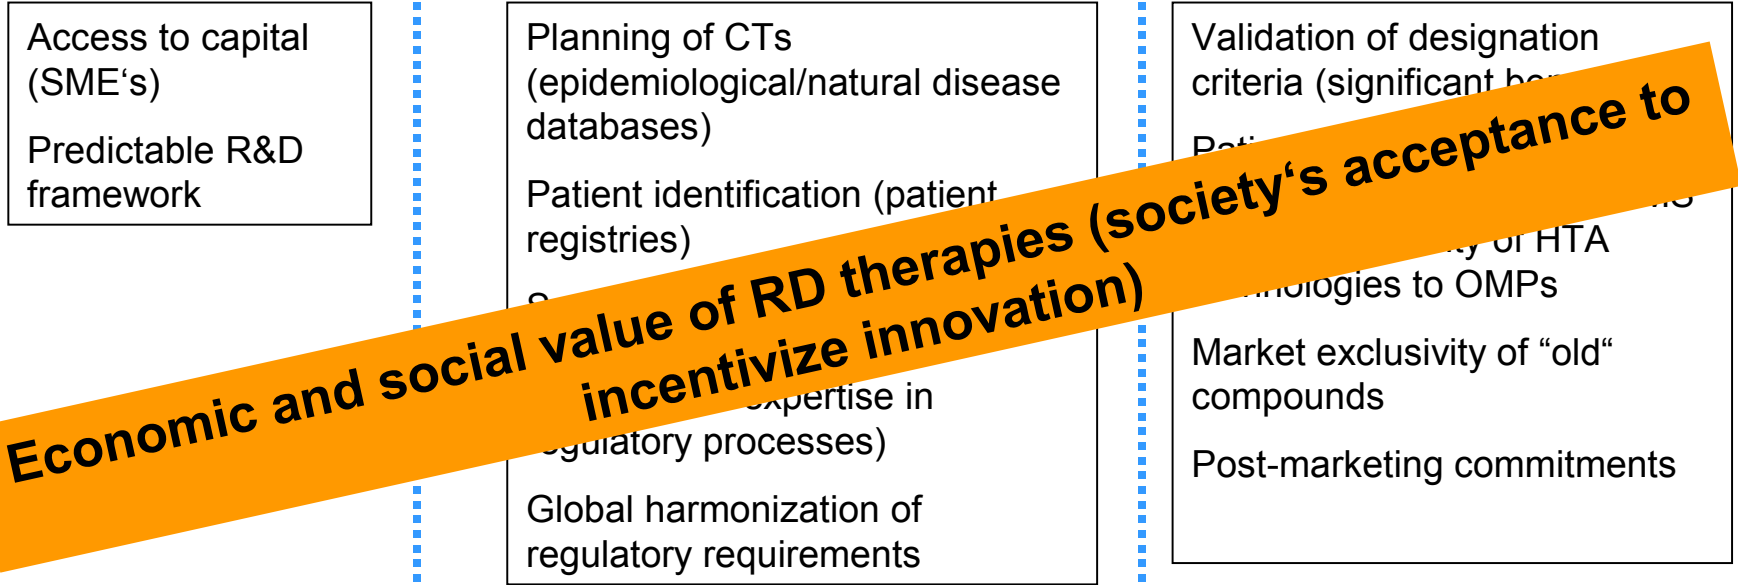 Access to capital
(SME‘s)
Predictable R&D
framework
Planning of CTs
(epidemiological/natural disease
databases)
Patient identification (patient
registries)
expertise in
regulatory processes)
Global harmonization of
regulatory requirements
Validation of designation
criteria (significant
of HTA
to OMPs
Market exclusivity of “old“
compounds
Post-marketing commitments
Economic and social value of RD therapies (society‘s acceptance to
incentivize innovation)